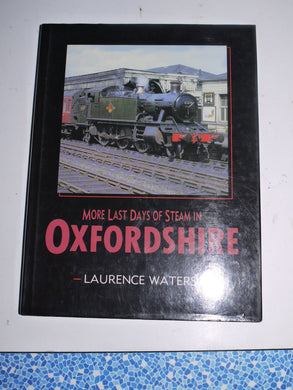 MORE LAST DAYS OF STEAM IN
OXFORDSHIRE
– LAURENCE WATERS